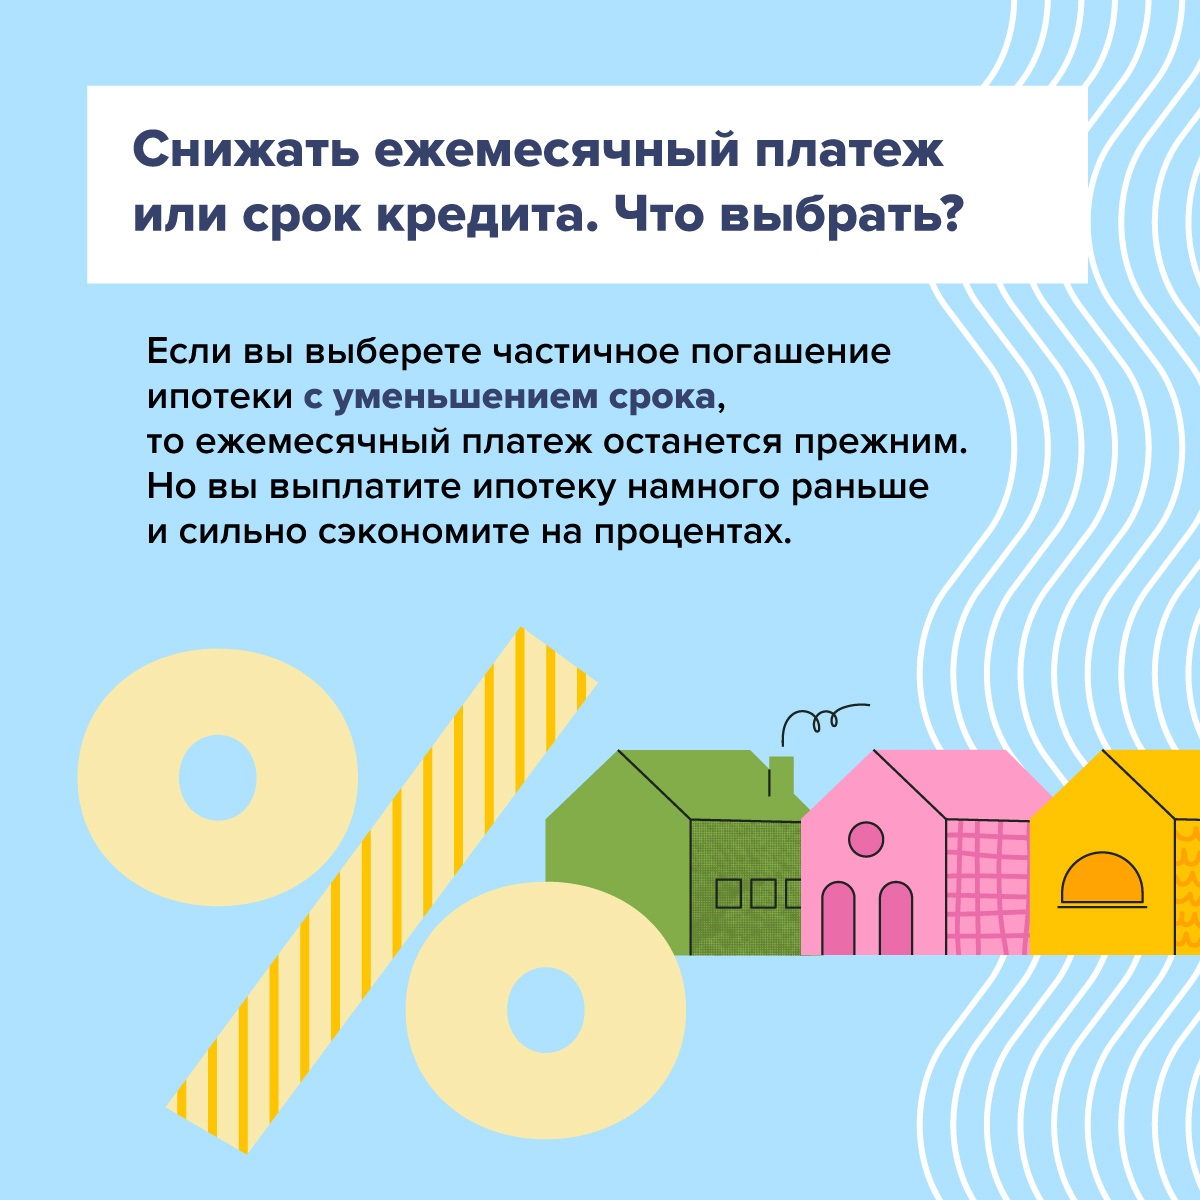 Снижать ежемесячный платеж
или срок кредита. Что выбрать?
Если вы выберете частичное погашение
ипотеки с уменьшением срока,
то ежемесячный платеж останется прежним.
Но вы выплатите ипотеку намного раньше
и сильно сэкономите на процентах.
%